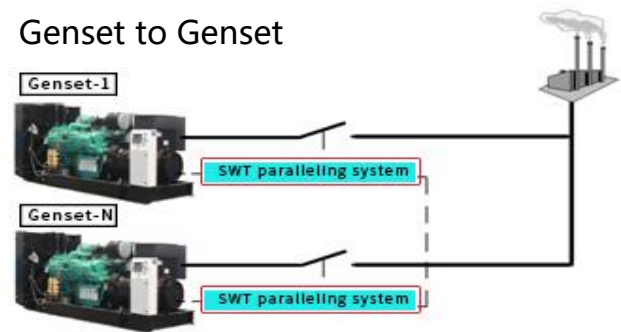 Genset to Genset
Genset-1
SWT paralleling system
Genset-N
SWT paralleling system